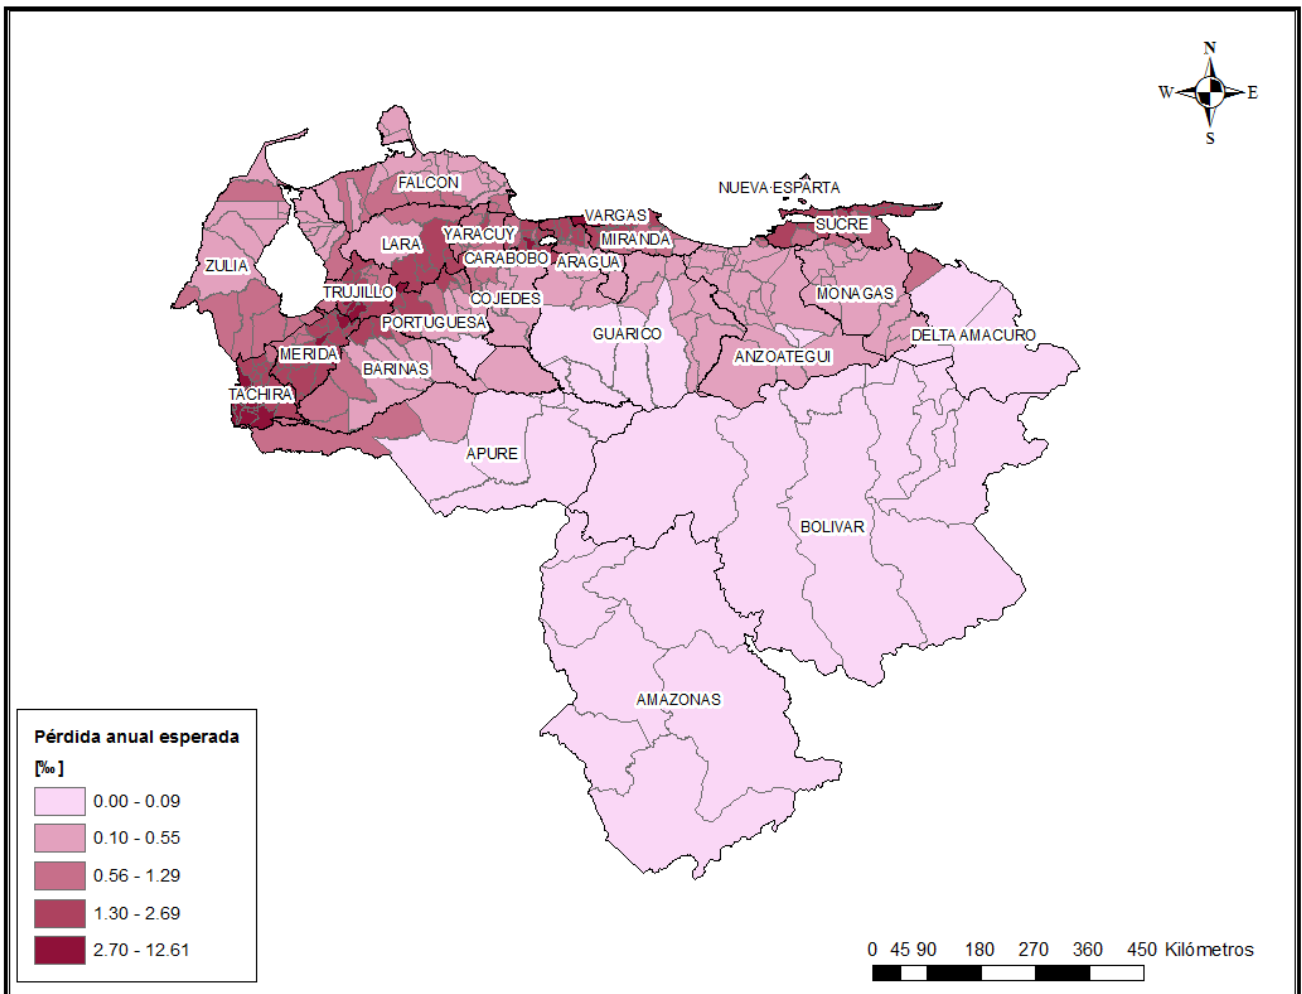 N
W E
S
NUEVA ESPARTA
FALCON
VARGAS
SUCRE
YARACUY
MIRANDA
LARA
CARABOBO
ARAGUA
ZULIA
TRUJILLO
COJEDES
MONAGAS
PORTUGUESA
GUARICO
DELTA AMACURO
MERIDA
ANZOATEGUI
BARINAS
TACHIRA
APURE
BOLIVAR
AMAZONAS
Pérdida anual esperada
[‰]
0.00 - 0.09
0.10 - 0.55
0.56 - 1.29
1.30 - 2.69
2.70 - 12.61
0 45 90 180 270 360 450 Kilómetros